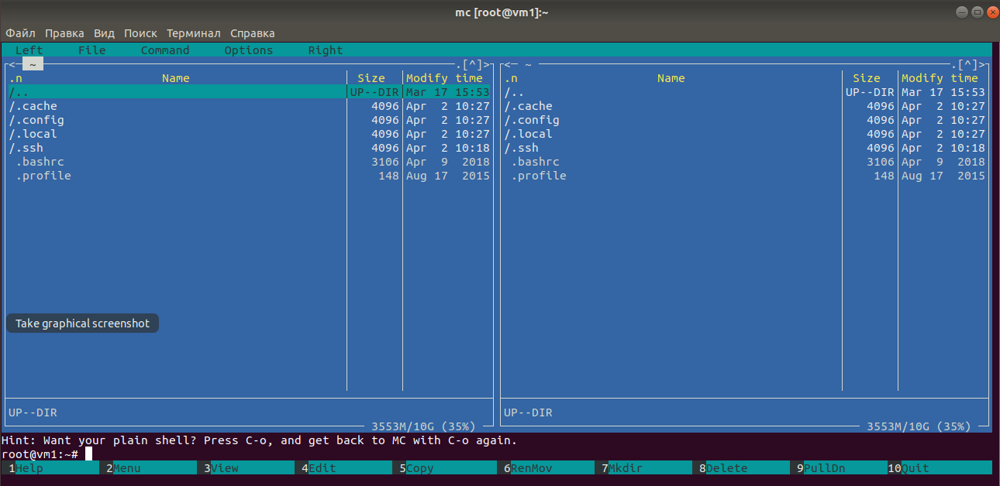 mc [root@vm1]:~
Файл Правка Вид Поиск Терминал Справка
Left File Command Options Right
<─ ~ ─.[^]>
.n Name Size Modify time
/.. UP--DIR Mar 17 15:53
/.cache 4096 Apr 2 10:27
/.config 4096 Apr 2 10:27
/.local 4096 Apr 2 10:27
/.ssh 4096 Apr 2 10:18
.bashrc 3106 Apr 9 2018
.profile 148 Aug 17 2015
Take graphical screenshot
UP--DIR
3553M/10G (35%)
<─ ~ ─.[^]>
.n Name Size Modify time
/.. UP--DIR Mar 17 15:53
/.cache 4096 Apr 2 10:27
/.config 4096 Apr 2 10:27
/.local 4096 Apr 2 10:27
/.ssh 4096 Apr 2 10:18
.bashrc 3106 Apr 9 2018
.profile 148 Aug 17 2015
UP--DIR
3553M/10G (35%)
Hint: Want your plain shell? Press C-o, and get back to MC with C-o again.
root@vm1:~#
1Help 2Menu 3View 4Edit 5Copy 6RenMov 7Mkdir 8Delete 9PullDn 10Quit